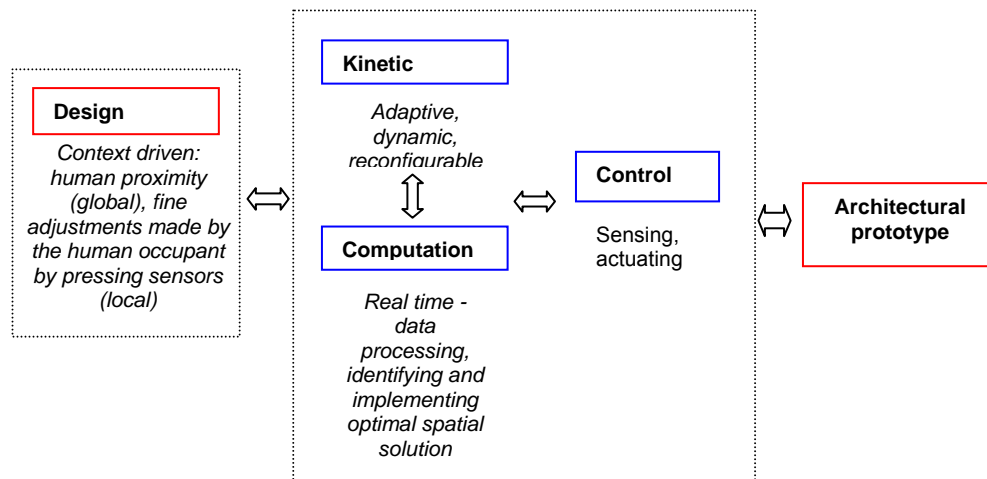 Design
Context driven:
human proximity
(global), fine
adjustments made by
the human occupant
by pressing sensors
(local)
Kinetic
Adaptive,
dynamic,
reconfigurable
Computation
Real time -
data
processing,
identifying and
implementing
optimal spatial
solution
Control
Sensing,
actuating
Architectural
prototype